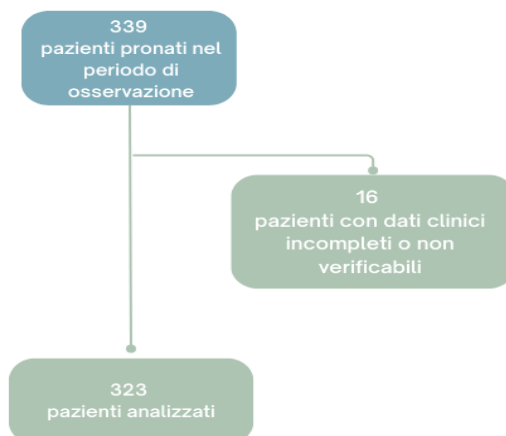 339
pazienti pronati nel
periodo di
osservazione
16
pazienti con dati clinici
incompleti o non
verificabili
323
pazienti analizzati